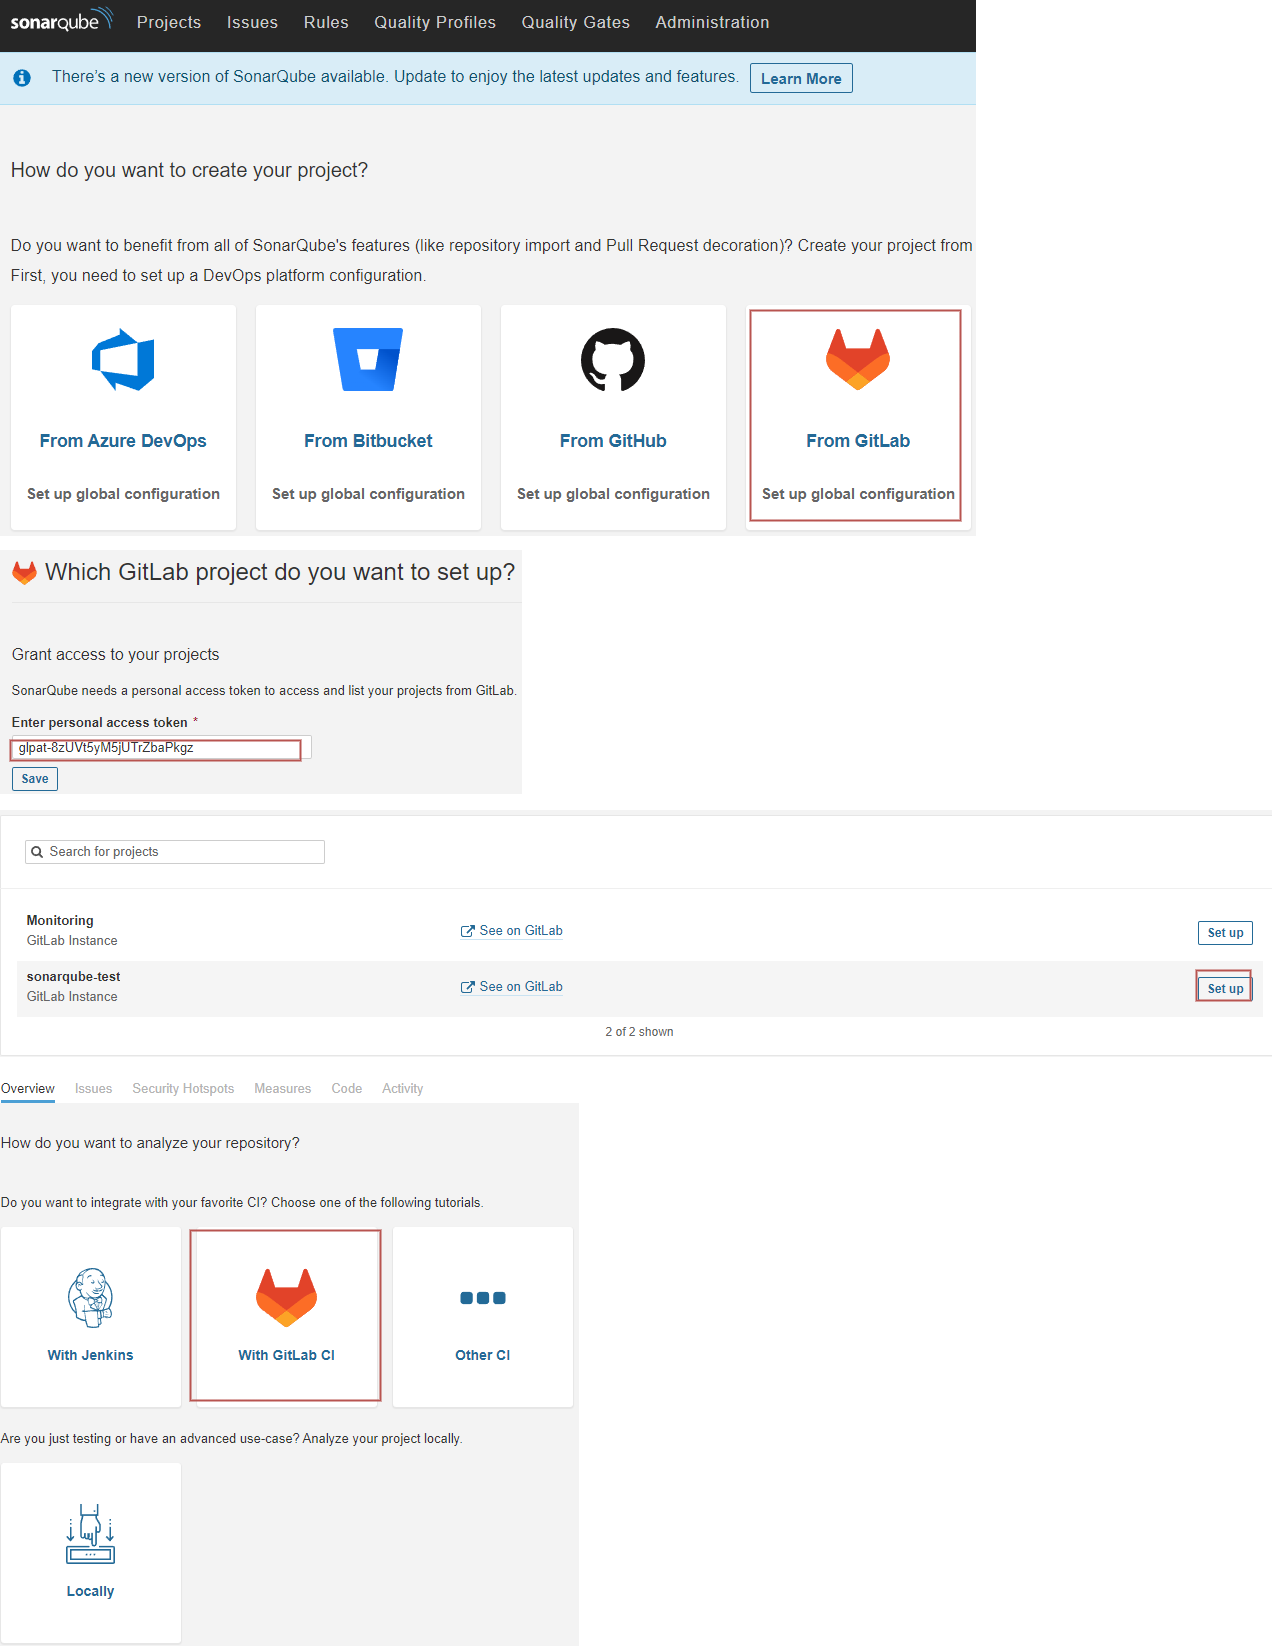 sonarqube Projects Issues Rules Quality Profiles Quality Gates Administration
There's a new version of SonarQube available. Update to enjoy the latest updates and features. Learn More
How do you want to create your project?
Do you want to benefit from all of SonarQube's features (like repository import and Pull Request decoration)? Create your project from
First, you need to set up a DevOps platform configuration.
From Azure DevOps From Bitbucket From GitHub From GitLab
Set up global configuration Set up global configuration Set up global configuration Set up global configuration
Which GitLab project do you want to set up?
Grant access to your projects
SonarQube needs a personal access token to access and list your projects from GitLab.
Enter personal access token *
glpat-8zUVt5yM5jUTrZbaPkgz
Save
Search for projects
Monitoring
GitLab Instance
See on GitLab
Set up
sonarqube-test
GitLab Instance
See on GitLab
Set up
2 of 2 shown
Overview Issues Security Hotspots Measures Code Activity
How do you want to analyze your repository?
Do you want to integrate with your favorite CI? Choose one of the following tutorials.
With Jenkins With GitLab CI Other CI
Are you just testing or have an advanced use-case? Analyze your project locally.
Locally